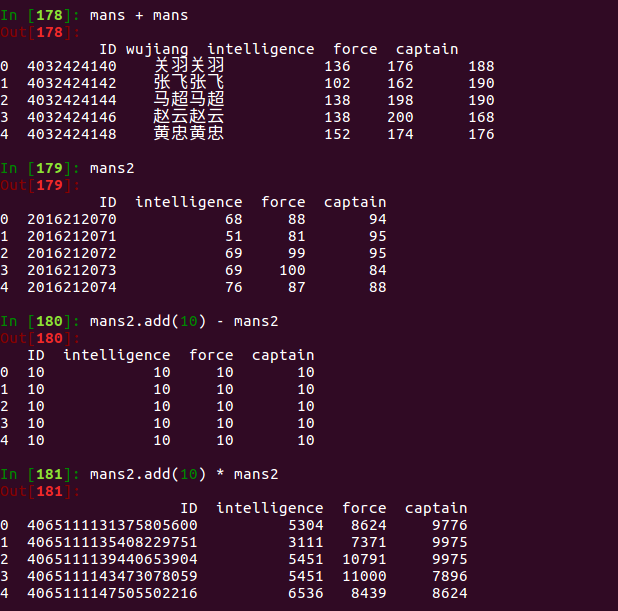 In [178]: mans + mans
Out[178]:
ID wujiang intelligence force captain
0 4032424140 关羽关羽 136 176 188
1 4032424142 张飞张飞 102 162 190
2 4032424144 马超马超 138 198 190
3 4032424146 赵云赵云 138 200 168
4 4032424148 黄忠黄忠 152 174 176
In [179]: mans2
Out[179]:
ID intelligence force captain
0 2016212070 68 88 94
1 2016212071 51 81 95
2 2016212072 69 99 95
3 2016212073 69 100 84
4 2016212074 76 87 88
In [180]: mans2.add(10) - mans2
Out[180]:
ID intelligence force captain
0 10 10 10 10
1 10 10 10 10
2 10 10 10 10
3 10 10 10 10
4 10 10 10 10
In [181]: mans2.add(10) * mans2
Out[181]:
ID intelligence force captain
0 4065111131375805600 5304 8624 9776
1 4065111135408229751 3111 7371 9975
2 4065111139440653904 5451 10791 9975
3 4065111143473078059 5451 11000 7896
4 4065111147505502216 6536 8439 8624